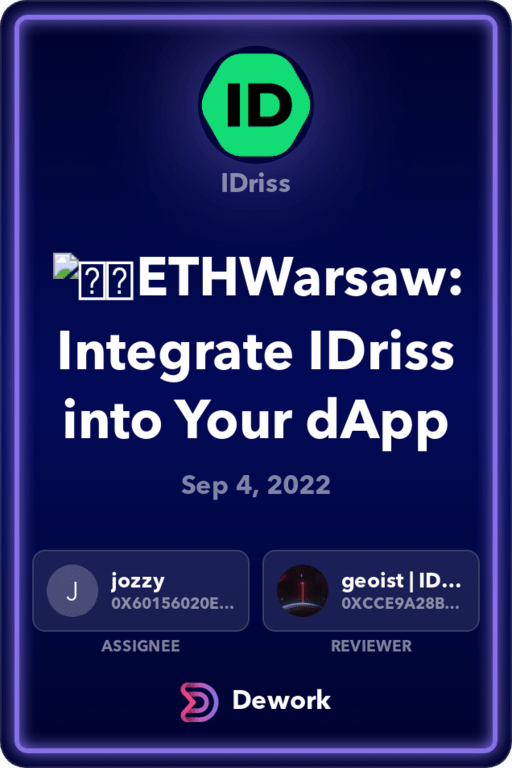 ID
IDriss
ETHWarsaw:
Integrate IDriss
into Your dApp
Sep 4, 2022
J
jozzy
0X60156020E...
geoist | ID...
0XCCE9A28B...
ASSIGNEE
REVIEWER
Dework